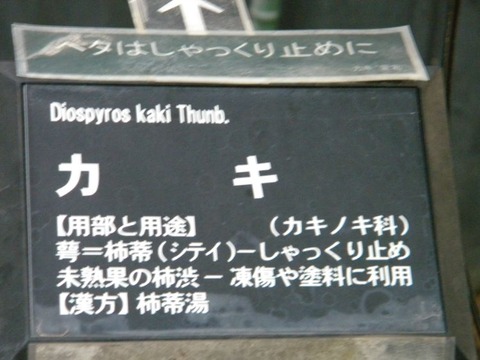 ヘタはしゃっくり止めに
Diospyros kaki Thunb.
カキ
【用部と用途】 (カキノキ科)
萼=柿蒂(シテイ)−しゃっくり止め
未熟果の柿渋− 凍傷や塗料に利用
【漢方】柿蒂湯